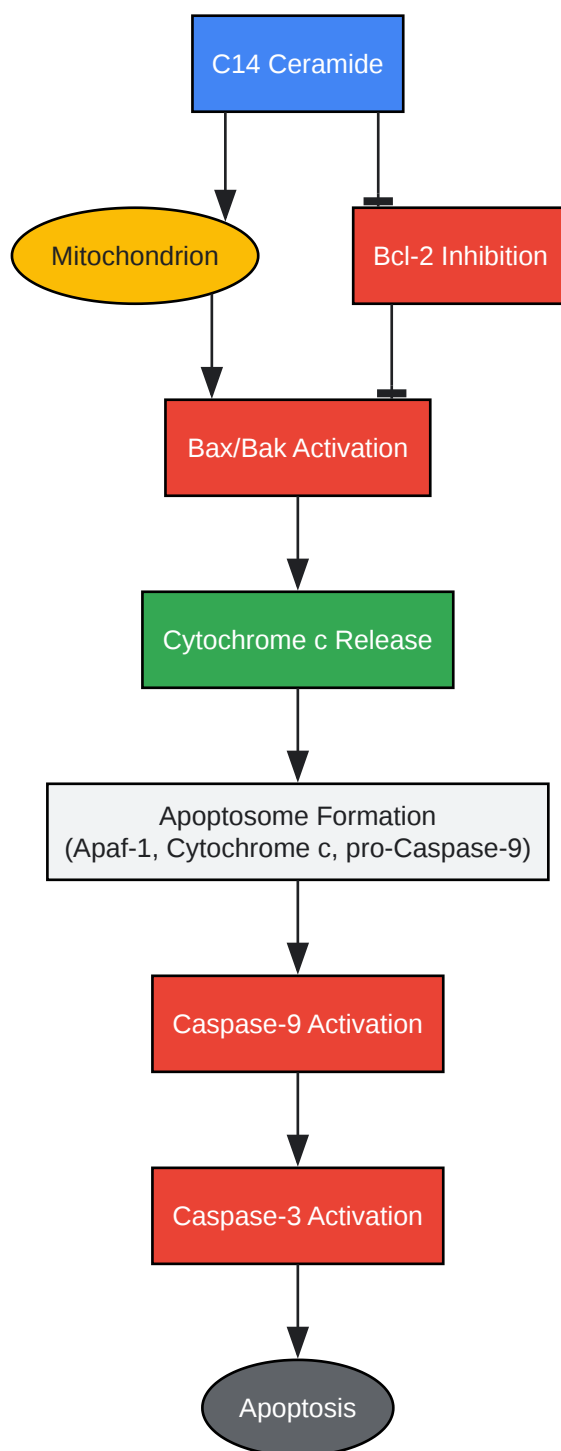 C14 Ceramide
Mitochondrion
Bcl-2 Inhibition
Bax/Bak Activation
Cytochrome c Release
Apoptosome Formation
(Apaf-1, Cytochrome c, pro-Caspase-9)
Caspase-9 Activation
Caspase-3 Activation
Apoptosis